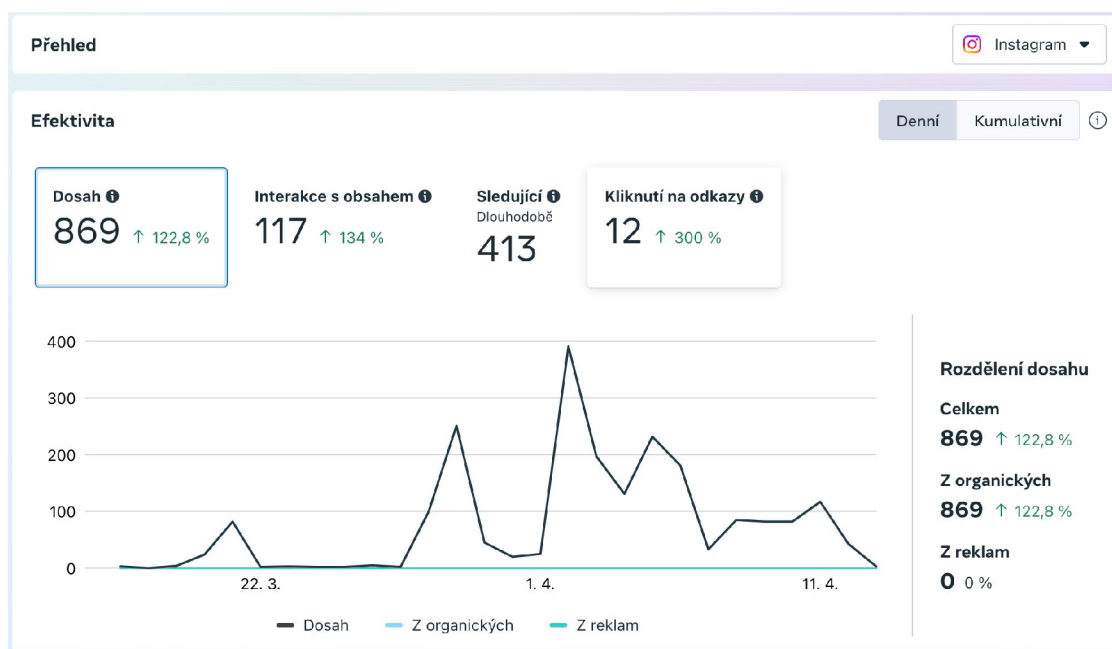 Přehled
Instagram
Efektivita
Denní Kumulativní
Dosah
869 ↑ 122,8 %
Interakce s obsahem
117 ↑ 134 %
Sledující
Dlouhodobě
413
Kliknutí na odkazy
12 ↑ 300 %
400
300
200
100
0
22. 3. 1. 4. 11. 4.
Dosah Z organických Z reklam
Rozdělení dosahu
Celkem
869 ↑ 122,8 %
Z organických
869 ↑ 122,8 %
Z reklam
0 0 %